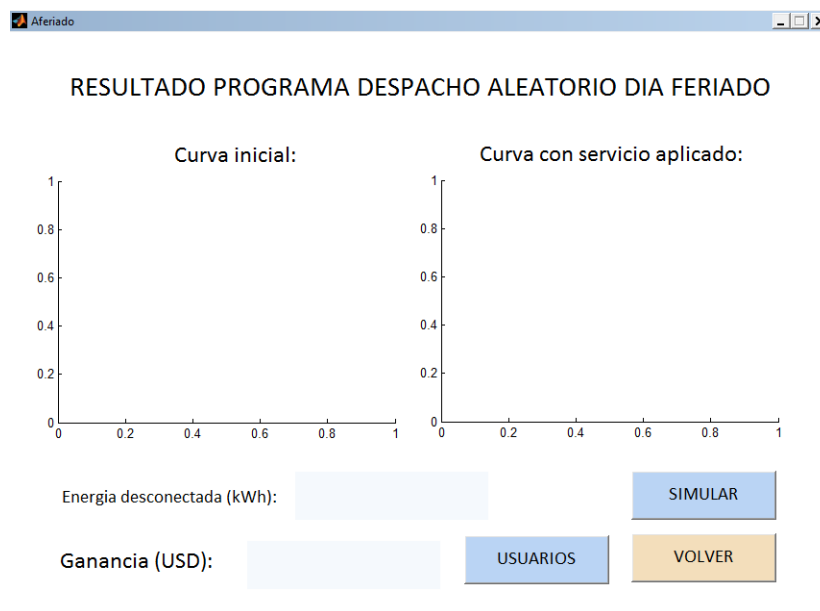 Aferiado
RESULTADO PROGRAMA DESPACHO ALEATORIO DIA FERIADO
Curva inicial:
1
0.8
0.6
0.4
0.2
0
0 0.2 0.4 0.6 0.8 1
Curva con servicio aplicado:
1
0.8
0.6
0.4
0.2
0
0 0.2 0.4 0.6 0.8 1
Energia desconectada (kWh):
SIMULAR
Ganancia (USD):
USUARIOS
VOLVER